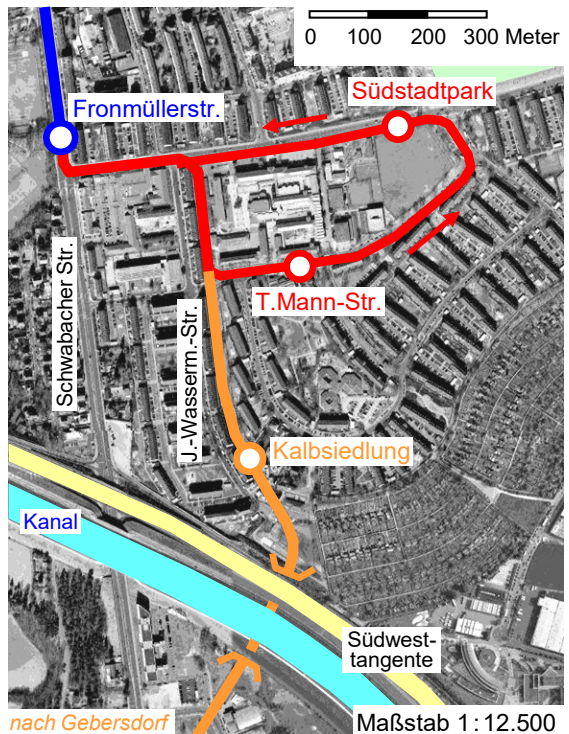 0 100 200 300 Meter
Südstadtpark
Fronmüllerstr.
T.Mann-Str.
Schwabacher Str.
J.-Wasserm.-Str.
Kalbsiedlung
Kanal
Südwest-
tangente
nach Gebersdorf
Maßstab 1:12.500